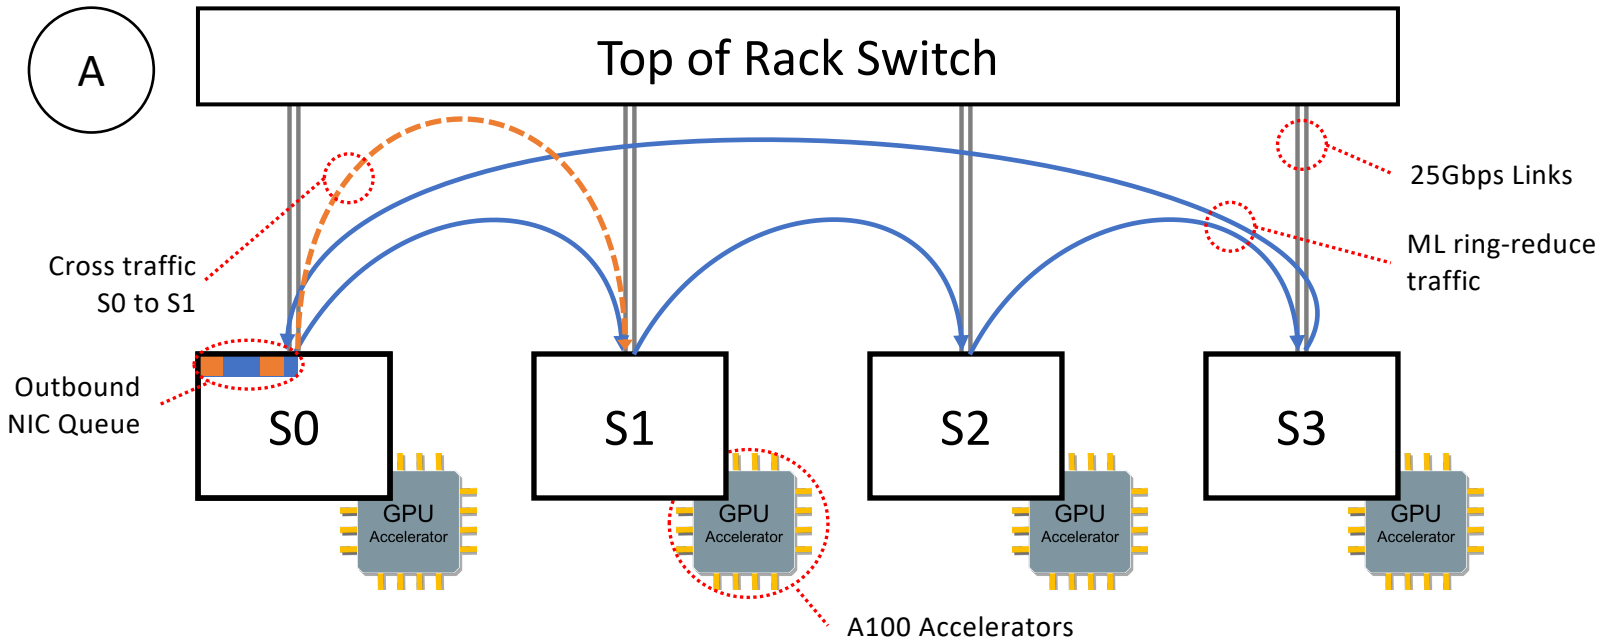 A
Top of Rack Switch
25Gbps Links
ML ring-reduce
traffic
Cross traffic
S0 to S1
Outbound
NIC Queue
S0
S1
S2
S3
GPU
Accelerator
GPU
Accelerator
GPU
Accelerator
GPU
Accelerator
A100 Accelerators